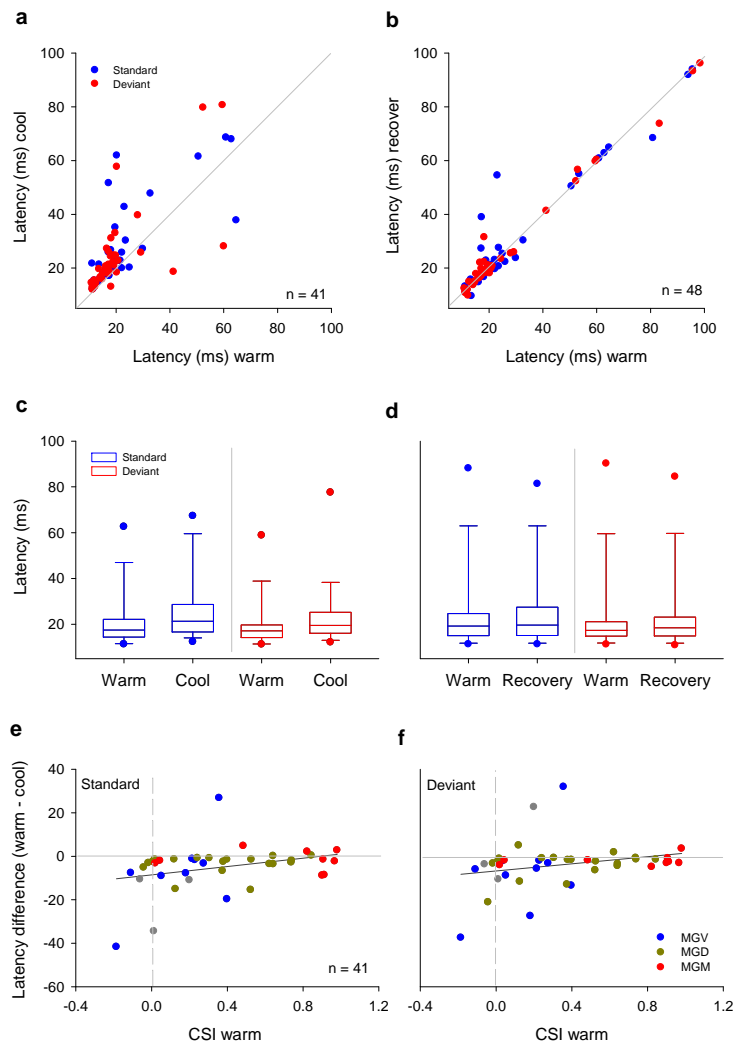 a
b
100
80
60
40
20
Latency (ms) cool
Standard
Deviant
n = 41
20
40
60
80
100
Latency (ms) warm
100
80
60
40
20
Latency (ms) recover
n = 48
20
40
60
80
100
Latency (ms) warm
c
d
100
80
60
40
20
Latency (ms)
Standard
Deviant
Warm
Cool
Warm
Cool
Warm
Recovery
Warm
Recovery
e
f
40
20
0
-20
-40
-60
Latency difference (warm - cool)
Standard
n = 41
-0.4
0.0
0.4
0.8
1.2
CSI warm
Deviant
MGV
MGD
MGM
-0.4
0.0
0.4
0.8
1.2
CSI warm